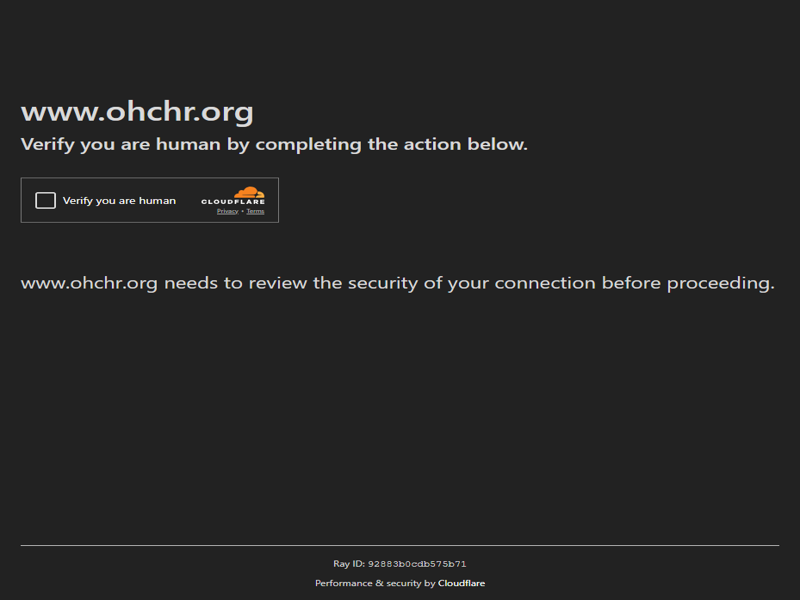 www.ohchr.org
Verify you are human by completing the action below.
Verify you are human
CLOUDFLARE
Privacy • Terms
www.ohchr.org needs to review the security of your connection before proceeding.
Ray ID: 92883b0cdb575b71
Performance & security by Cloudflare